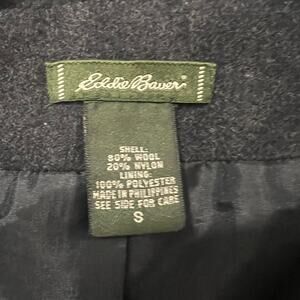 Eddie Bauer
SHELL:
80% WOOL
20% NYLON
LINING:
100% POLYESTER
MADE IN PHILIPPINES
SEE SIDE FOR CARE
S